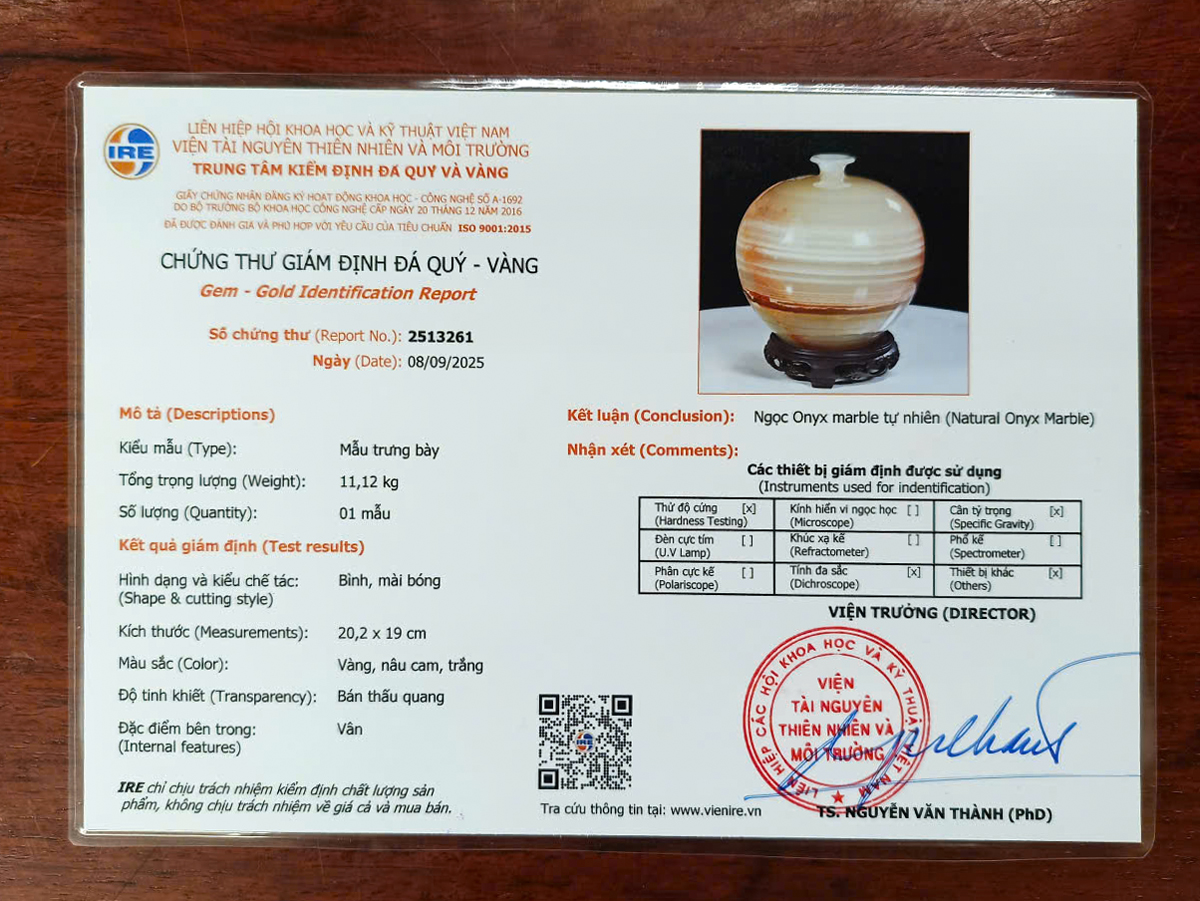 IRE
LIÊN HIỆP HỘI KHOA HỌC VÀ KỸ THUẬT VIỆT NAM
VIỆN TÀI NGUYÊN THIÊN NHIÊN VÀ MÔI TRƯỜNG
TRUNG TÂM KIỂM ĐỊNH ĐÁ QUÝ VÀ VÀNG
GIẤY CHỨNG NHẬN ĐĂNG KÝ HOẠT ĐỘNG KHOA HỌC - CÔNG NGHỆ SỐ A-1692
DO BỘ TRƯỞNG BỘ KHOA HỌC CÔNG NGHỆ CẤP NGÀY 20 THÁNG 12 NĂM 2016
ĐÃ ĐƯỢC ĐÁNH GIÁ VÀ PHÙ HỢP VỚI YÊU CẦU CỦA TIÊU CHUẨN ISO 9001:2015
CHỨNG THƯ GIÁM ĐỊNH ĐÁ QUÝ - VÀNG
Gem - Gold Identification Report
Số chứng thư (Report No.): 2513261
Ngày (Date): 08/09/2025
Mô tả (Descriptions)
Kiểu mẫu (Type): Mẫu trưng bày
Tổng trọng lượng (Weight): 11,12 kg
Số lượng (Quantity): 01 mẫu
Kết quả giám định (Test results)
Hình dạng và kiểu chế tác: Bình, mài bóng
(Shape & cutting style)
Kích thước (Measurements): 20,2 x 19 cm
Màu sắc (Color): Vàng, nâu cam, trắng
Độ tinh khiết (Transparency): Bán thấu quang
Đặc điểm bên trong: Vân
(Internal features)
IRE chỉ chịu trách nhiệm kiểm định chất lượng sản
phẩm, không chịu trách nhiệm về giá cả và mua bán.
Kết luận (Conclusion): Ngọc Onyx marble tự nhiên (Natural Onyx Marble)
Nhận xét (Comments):
Các thiết bị giám định được sử dụng
(Instruments used for indentification)
Thử độ cứng [x] Kính hiển vi ngọc học [ ] Cân tỷ trọng [x]
(Hardness Testing) (Microscope) (Specific Gravity)
Đèn cực tím [ ] Khúc xạ kế [ ] Phổ kế [ ]
(U.V Lamp) (Refractometer) (Spectrometer)
Phân cực kế [ ] Tính đa sắc [x] Thiết bị khác [x]
(Polariscope) (Dichroscope) (Others)
VIỆN TRƯỞNG (DIRECTOR)
LIÊN HIỆP CÁC HỘI KHOA HỌC VÀ KỸ THUẬT VIỆT NAM
VIỆN
TÀI NGUYÊN
THIÊN NHIÊN VÀ
MÔI TRƯỜNG
IRE
Tra cứu thông tin tại: www.vienire.vn
TS. NGUYỄN VĂN THÀNH (PhD)